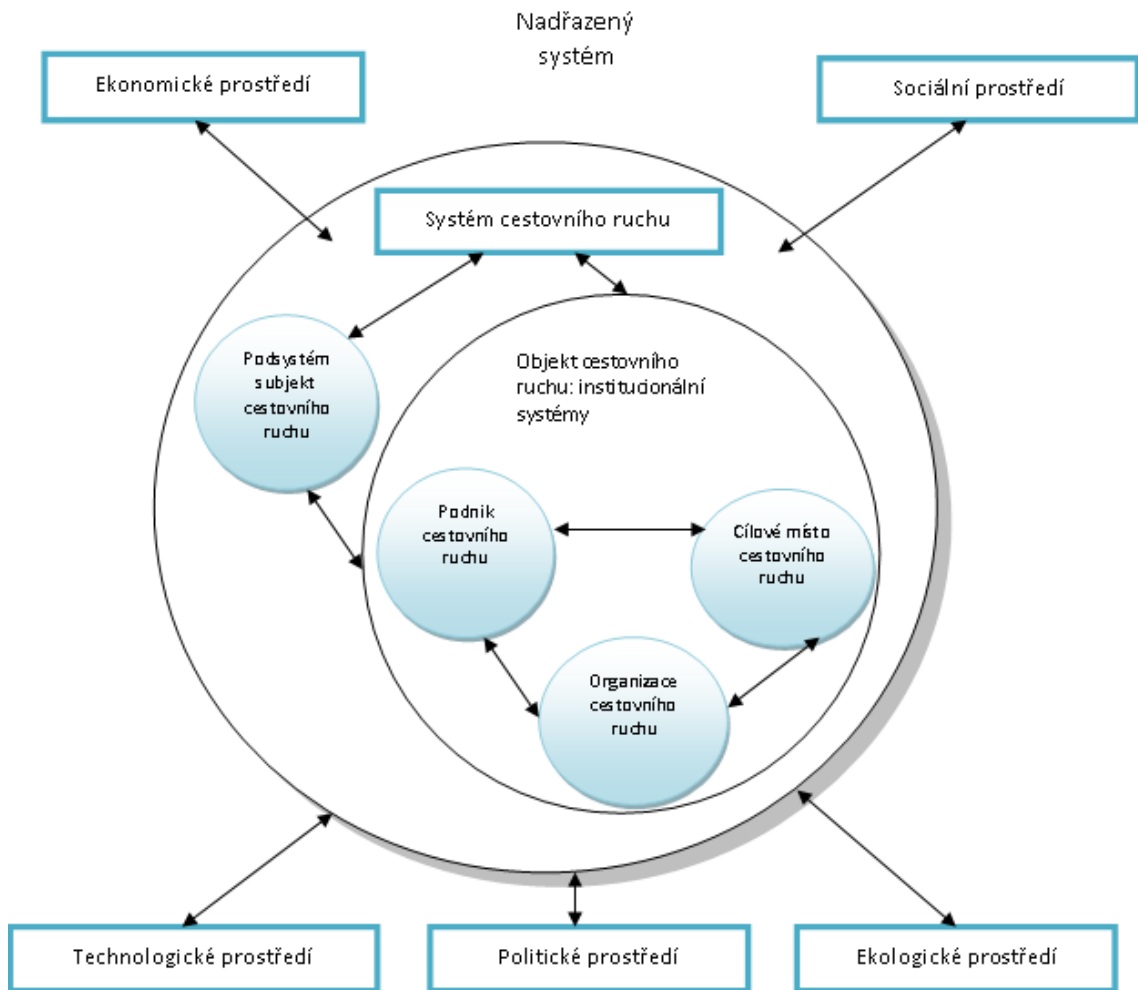 Nadřazený
systém
Ekonomické prostředí
Sociální prostředí
Systém cestovního ruchu
Podsystém
subjekt
cestovního
ruchu
Objekt cestovního
ruchu: institucionální
systémy
Podnik
cestovního
ruchu
Cílové místo
cestovního
ruchu
Organizace
cestovního
ruchu
Technologické prostředí
Politické prostředí
Ekologické prostředí